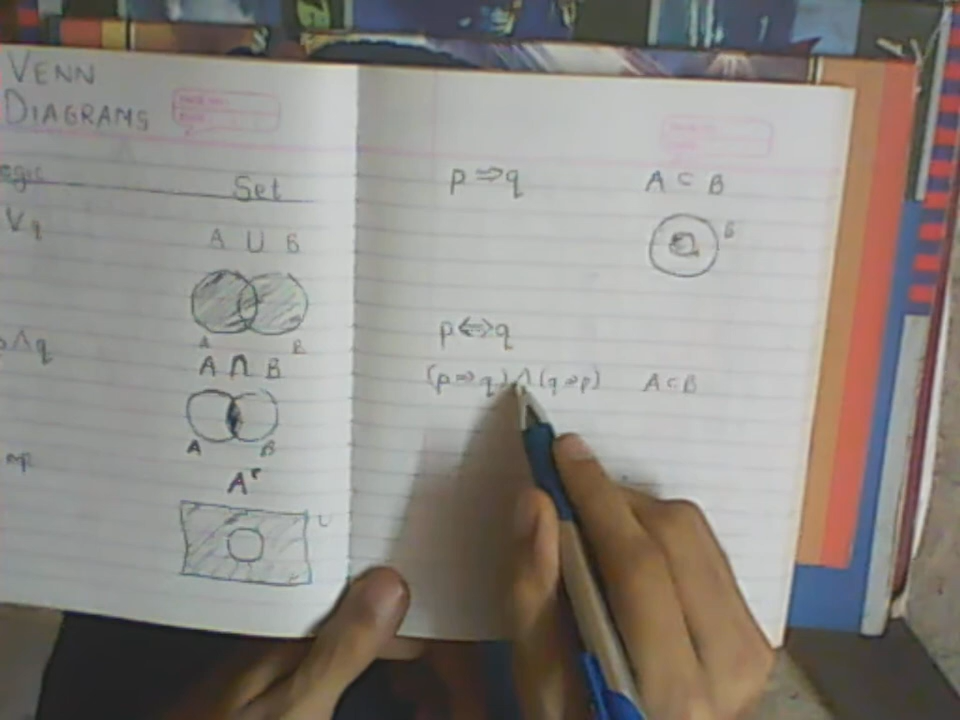 VENN
DIAGRAMS
Set
V q
A U B
A B
∧ q
A ∩ B
A B
A
U
p ⇒ q A ⊂ B
B
p ⇔ q
(p ⇒ q) ∧ (q ⇒ p) A ⊂ B